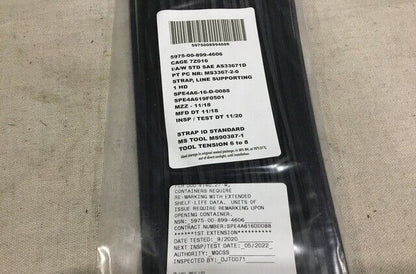 5975008994606
5975-00-899-4606
CAGE 7Z016
I/A/W STD SAE AS33671D
PT PC NR: MS3367-2-0
STRAP, LINE SUPPORTING
1 HD
SPE4A6-16-D-0088
SPE4A619F0501
MZZ - 11/18
MFD DT 11/18
INSP / TEST DT 11/20
STRAP ID STANDARD
MS TOOL MS90387-1
TOOL TENSION 6 to 8
CONTAINERS REQUIRE
RE-MARKING WITH EXTENDED
SHELF-LIFE DATA. UNITS OF
ISSUE REQUIRE REMARKING UPON
OPENING CONTAINER.
NSN: 5975-00-899-4606
CONTRACT NUMBER: SPE4A616D0088
******1ST EXTENSION******
DATE TESTED: 9/2020
INSPECT/TEST DATE: 05/2022
AUTHORITY: MQCSS
INSPECTED BY: DJT0071